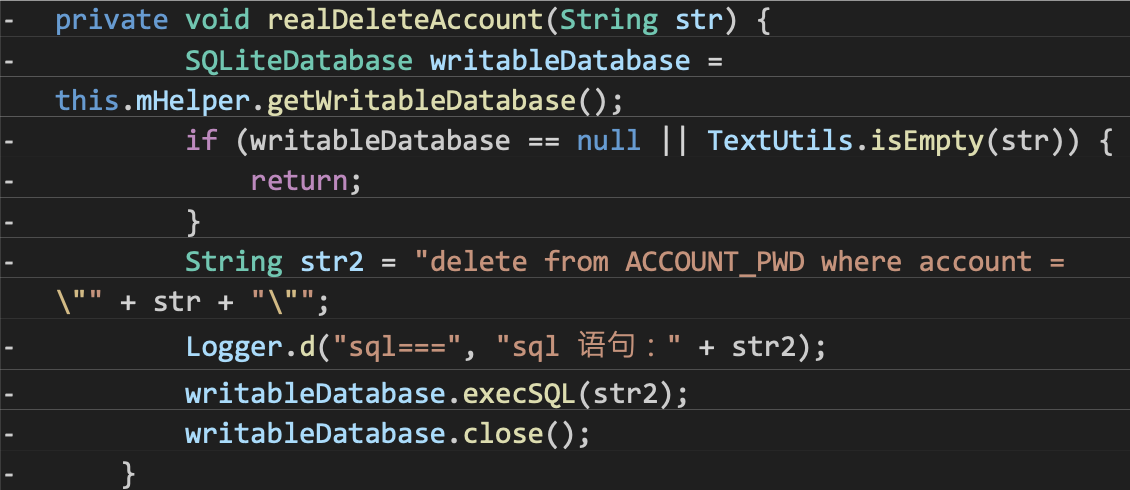 - private void realDeleteAccount(String str) {
- SQLiteDatabase writableDatabase =
this.mHelper.getWritableDatabase();
- if (writableDatabase == null || TextUtils.isEmpty(str)) {
- return;
- }
- String str2 = "delete from ACCOUNT_PWD where account =
\"" + str + "\"";
- Logger.d("sql===", "sql 语句：" + str2);
- writableDatabase.execSQL(str2);
- writableDatabase.close();
- }